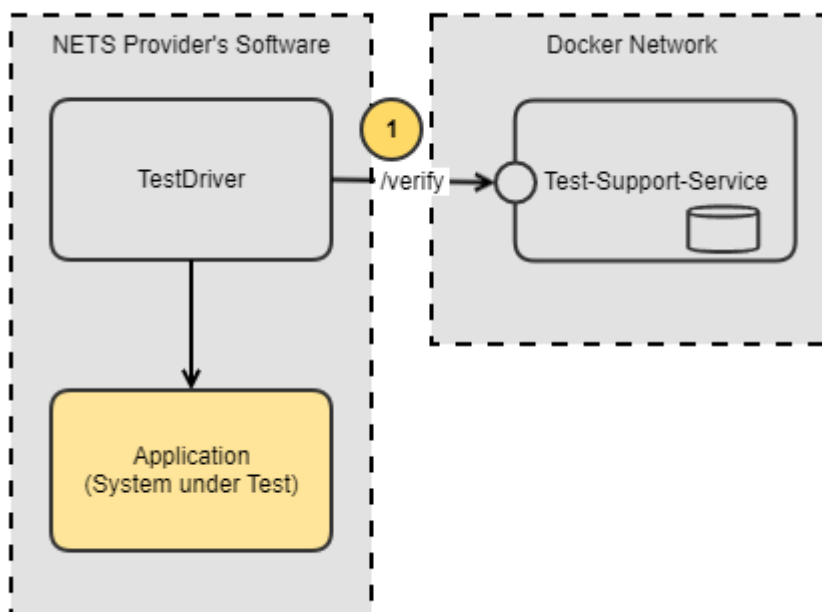 NETS Provider's Software
Docker Network
1
TestDriver
/verify
Test-Support-Service
Application
(System under Test)